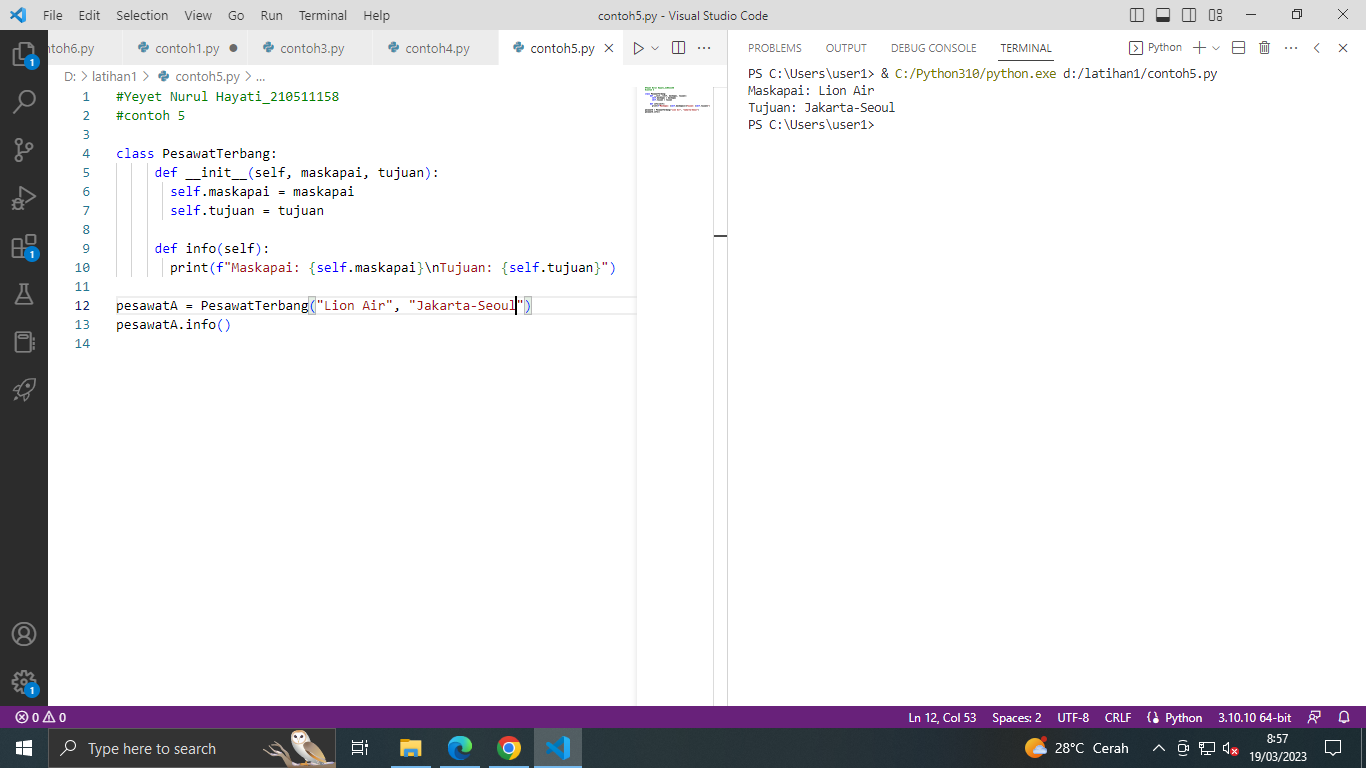 File Edit Selection View Go Run Terminal Help contoh5.py - Visual Studio Code
ntoh6.py contoh1.py contoh3.py contoh4.py contoh5.py
D: > latihan1 > contoh5.py > ...
1 #Yeyet Nurul Hayati_210511158
2 #contoh 5
3
4 class PesawatTerbang:
5 def __init__(self, maskapai, tujuan):
6 self.maskapai = maskapai
7 self.tujuan = tujuan
8
9 def info(self):
10 print(f"Maskapai: {self.maskapai}\nTujuan: {self.tujuan}")
11
12 pesawatA = PesawatTerbang("Lion Air", "Jakarta-Seoul")
13 pesawatA.info()
14
PROBLEMS OUTPUT DEBUG CONSOLE TERMINAL Python
PS C:\Users\user1> & C:/Python310/python.exe d:/latihan1/contoh5.py
Maskapai: Lion Air
Tujuan: Jakarta-Seoul
PS C:\Users\user1>
1
1
1
0 0 Ln 12, Col 53 Spaces: 2 UTF-8 CRLF Python 3.10.10 64-bit
Type here to search 28°C Cerah 8:57
19/03/2023